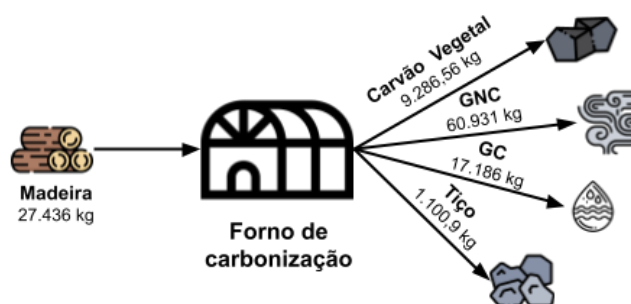 Madeira
27.436 kg
Forno de
carbonização
Carvão Vegetal
9.286,56 kg
GNC
60.931 kg
GC
17.186 kg
Tiço
1.100,9 kg